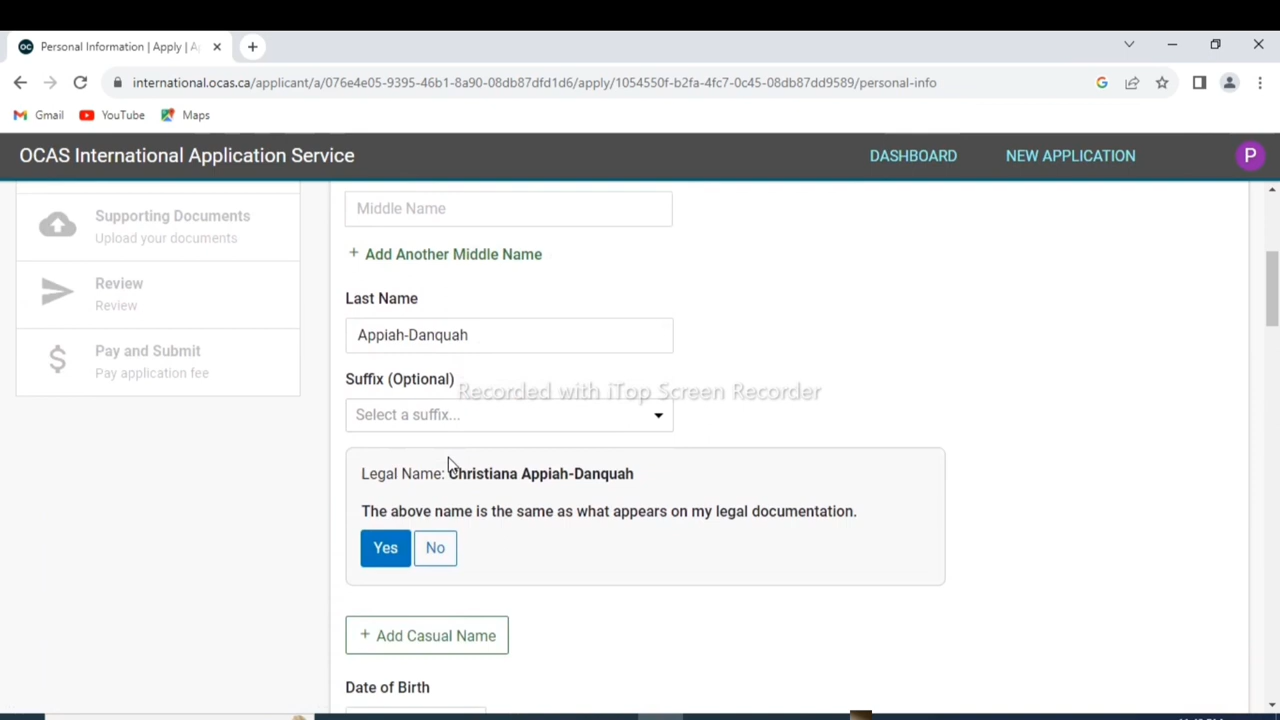 Personal Information | Apply | A
international.ocas.ca/applicant/a/076e4e05-9395-46b1-8a90-08db87dfd1d6/apply/1054550f-b2fa-4fc7-0c45-08db87dd9589/personal-info
Gmail YouTube Maps
OCAS International Application Service DASHBOARD NEW APPLICATION P
Supporting Documents
Upload your documents
Review
Review
$ Pay and Submit
Pay application fee
Middle Name
+ Add Another Middle Name
Last Name
Appiah-Danquah
Suffix (Optional)
Recorded with iTop Screen Recorder
Select a suffix...
Legal Name: Christiana Appiah-Danquah
The above name is the same as what appears on my legal documentation.
Yes No
+ Add Casual Name
Date of Birth